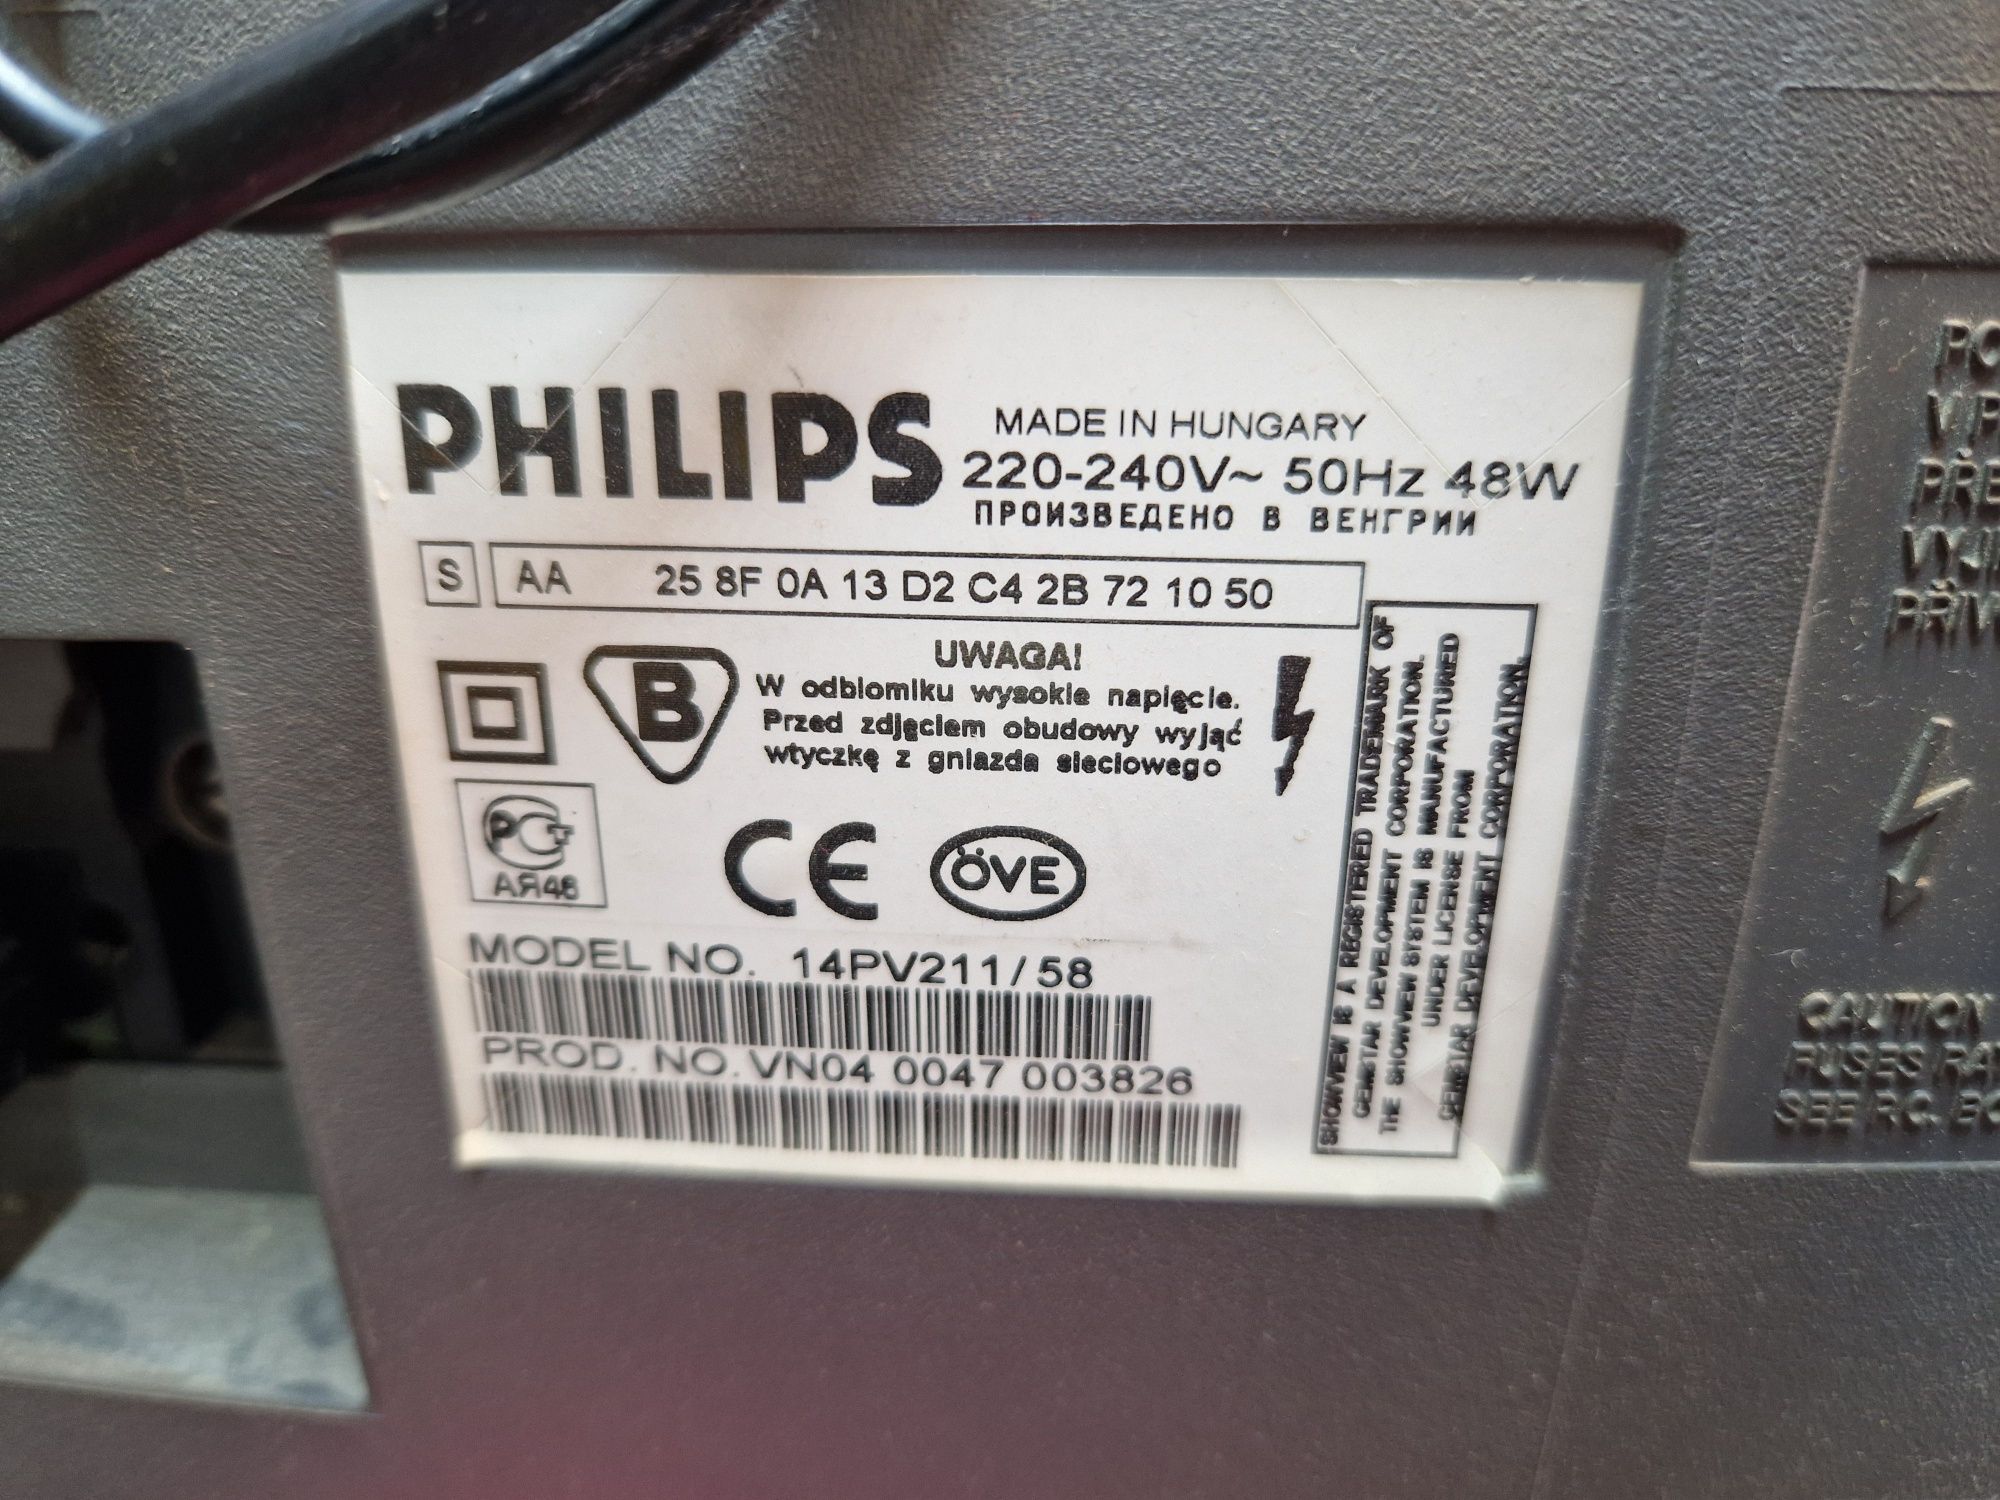 PHILIPS
MADE IN HUNGARY
220-240V~ 50Hz 48W
ПРОИЗВЕДЕНО В ВЕНГРИИ
S AA 25 8F 0A 13 D2 C4 2B 72 10 50
B
UWAGA!
W odbiorniku wysokie napięcie.
Przed zdjęciem obudowy wyjąć
wtyczkę z gniazda sieciowego
РСТ
АЯ46
CE
ÖVE
MODEL NO. 14PV211/58
PROD. NO. VN04 0047 003826
SHOWVIEW IS A REGISTERED TRADEMARK OF
GEMSTAR DEVELOPMENT CORPORATION.
THE SHOWVIEW SYSTEM IS MANUFACTURED
UNDER LICENSE FROM
GEMSTAR DEVELOPMENT CORPORATION.
CAUTION
FUSES
SEE